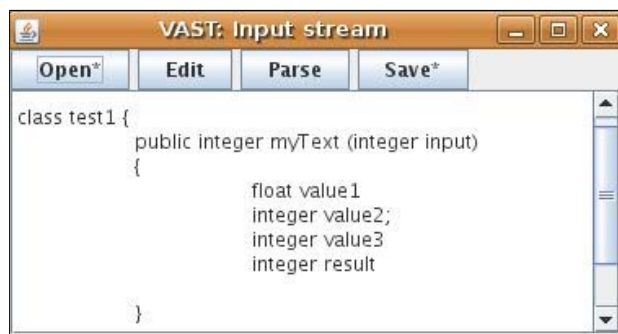 VAST: Input stream
Open* Edit Parse Save*
class test1 {
public integer myText (integer input)
{
float value1
integer value2;
integer value3
integer result
}